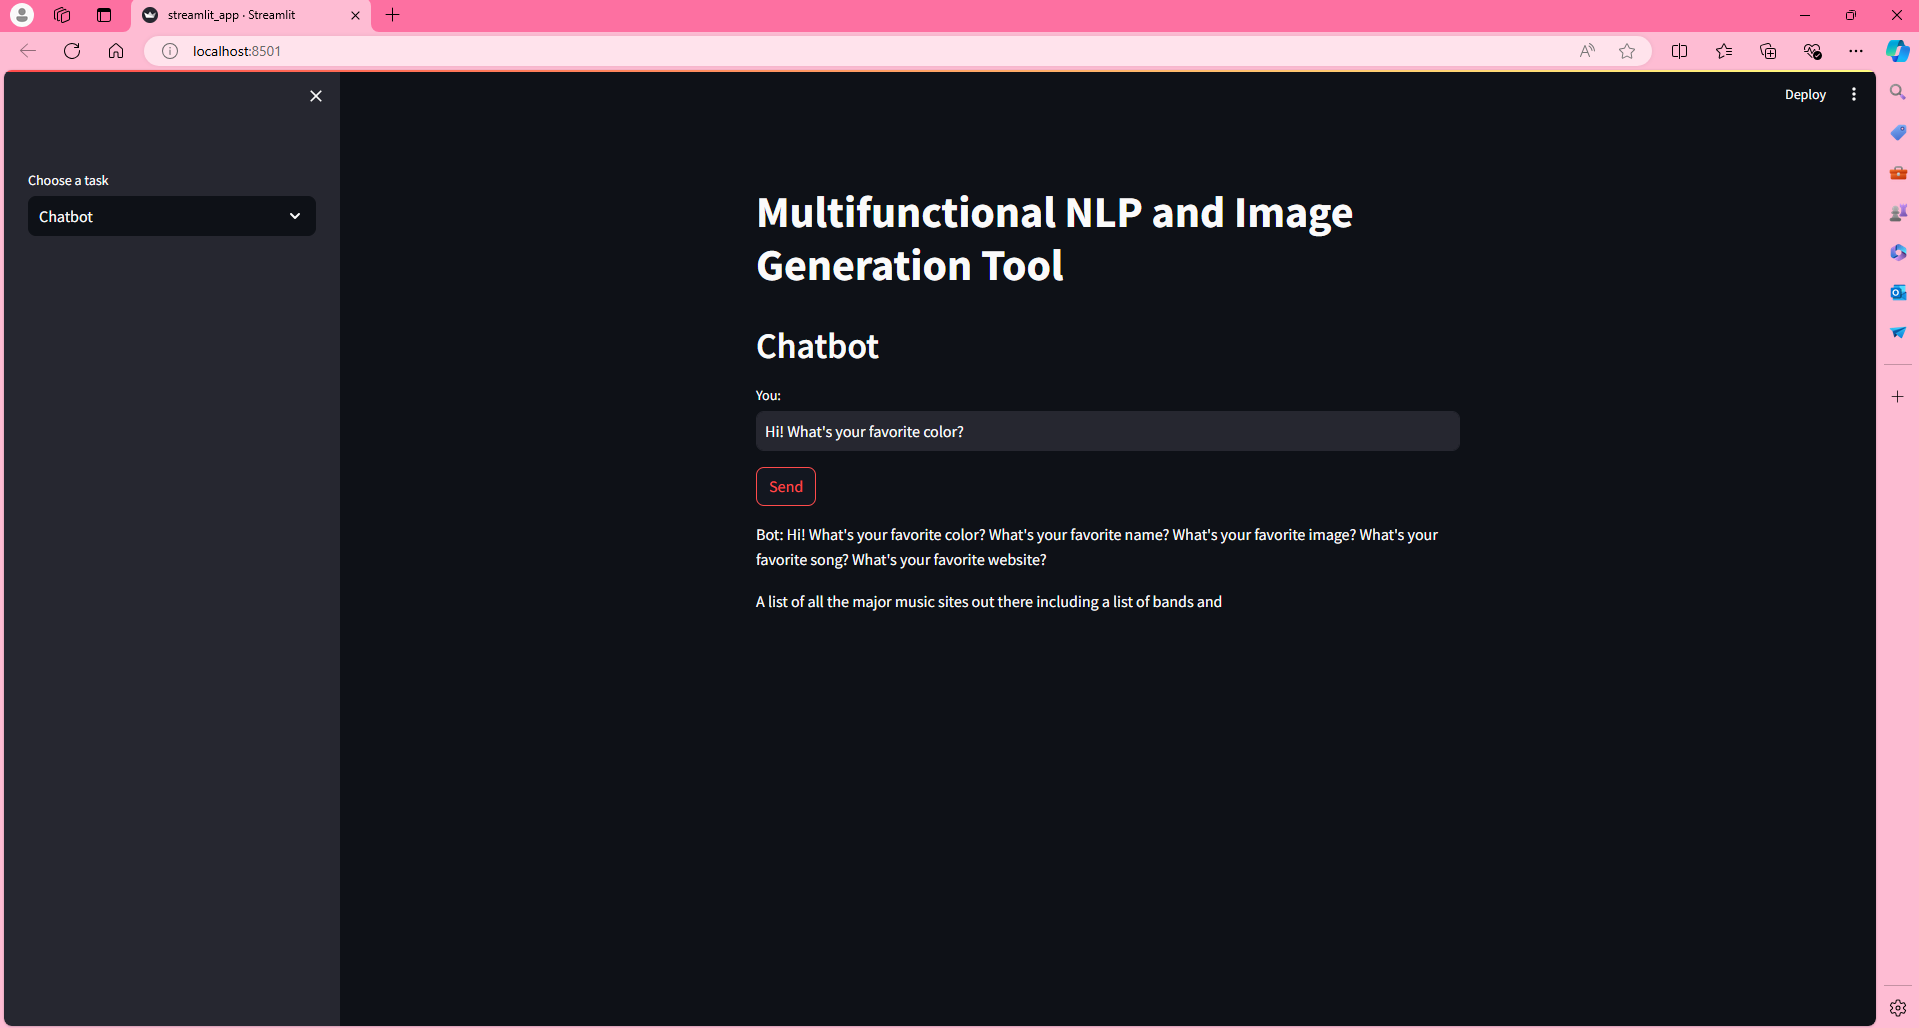 streamlit_app · Streamlit
localhost:8501
Deploy
Choose a task
Chatbot
Multifunctional NLP and Image
Generation Tool
Chatbot
You:
Hi! What's your favorite color?
Send
Bot: Hi! What's your favorite color? What's your favorite name? What's your favorite image? What's your
favorite song? What's your favorite website?
A list of all the major music sites out there including a list of bands and